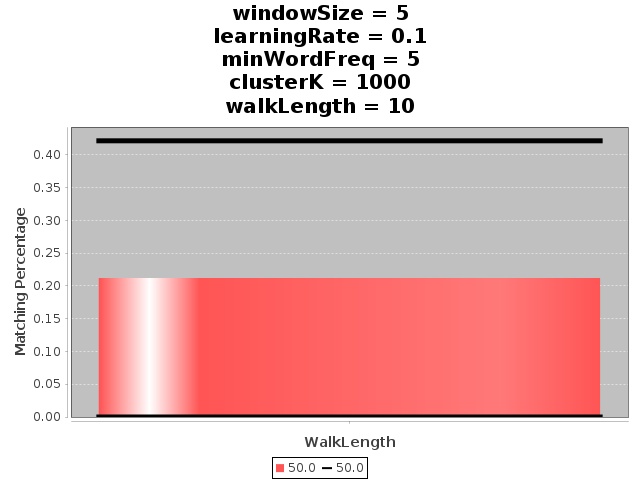 windowSize = 5
learningRate = 0.1
minWordFreq = 5
clusterK = 1000
walkLength = 10
0.40
0.35
0.30
0.25
0.20
0.15
0.10
0.05
0.00
Matching Percentage
WalkLength
50.0 50.0